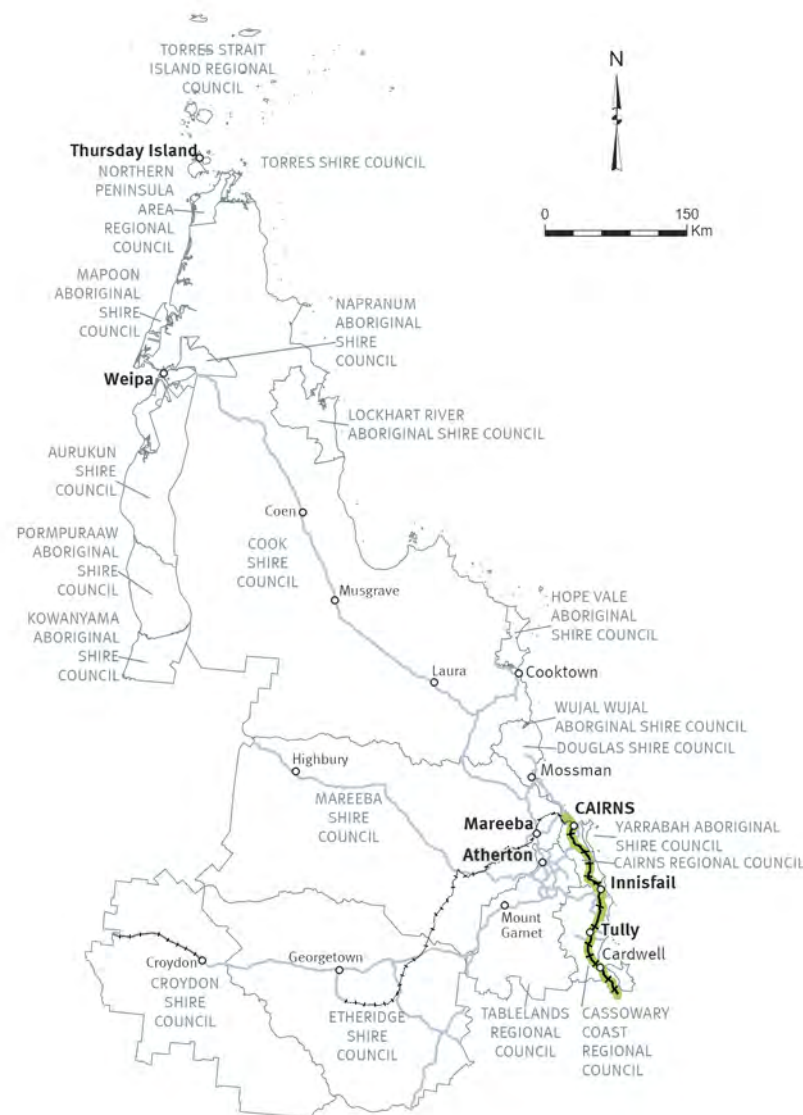 TORRES STRAIT
ISLAND REGIONAL
COUNCIL
N
Thursday Island
TORRES SHIRE COUNCIL
NORTHERN
PENINSULA
AREA
REGIONAL
COUNCIL
0
150
Km
MAPOON
ABORIGINAL
SHIRE
COUNCIL
NAPRANUM
ABORIGINAL
SHIRE
COUNCIL
Weipa
LOCKHART RIVER
ABORIGINAL SHIRE COUNCIL
AURUKUN
SHIRE
COUNCIL
Coen
PORMPURAAW
ABORIGINAL
SHIRE
COUNCIL
COOK
SHIRE
COUNCIL
Musgrave
HOPE VALE
ABORIGINAL
SHIRE COUNCIL
KOWANYAMA
ABORIGINAL
SHIRE
COUNCIL
Laura
Cooktown
WUJAL WUJAL
ABORGINAL SHIRE COUNCIL
DOUGLAS SHIRE COUNCIL
Highbury
Mossman
MAREEBA
SHIRE
COUNCIL
CAIRNS
Mareeba
YARRABAH ABORIGINAL
SHIRE COUNCIL
Atherton
CAIRNS REGIONAL COUNCIL
Innisfail
Mount
Garnet
Tully
Cardwell
Croydon
Georgetown
CROYDON
SHIRE
COUNCIL
ETHERIDGE
SHIRE
COUNCIL
TABLELANDS
REGIONAL
COUNCIL
CASSOWARY
COAST
REGIONAL
COUNCIL